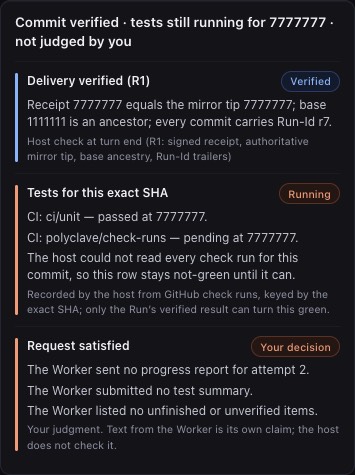 Commit verified · tests still running for 7777777 ·
not judged by you
Delivery verified (R1)
Verified
Receipt 7777777 equals the mirror tip 7777777; base
1111111 is an ancestor; every commit carries Run-Id r7.
Host check at turn end (R1: signed receipt, authoritative
mirror tip, base ancestry, Run-Id trailers)
Tests for this exact SHA
Running
CI: ci/unit — passed at 7777777.
CI: polyclave/check-runs — pending at 7777777.
The host could not read every check run for this
commit, so this row stays not-green until it can.
Recorded by the host from GitHub check runs, keyed by the
exact SHA; only the Run's verified result can turn this green.
Request satisfied
Your decision
The Worker sent no progress report for attempt 2.
The Worker submitted no test summary.
The Worker listed no unfinished or unverified items.
Your judgment. Text from the Worker is its own claim; the host
does not check it.